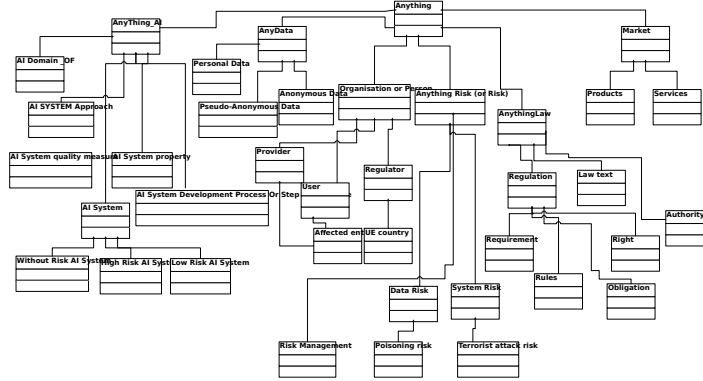 Anything
AnyThing_AI
AnyData
Market
AI Domain_OF
Personal Data
Organisation or Person
Anything Risk (or Risk)
Products
Services
AI SYSTEM Approach
Pseudo-Anonymous Data
Anonymous Data
AnythingLaw
AI System quality measure
AI System property
Provider
Regulator
Regulation
Law text
User
AI System Development Process Or Step
AI System
Authority
Affected
UE country
Requirement
Right
Without Risk AI System
High Risk AI System
Low Risk AI System
Data Risk
System Risk
Rules
Obligation
Risk Management
Poisoning risk
Terrorist attack risk